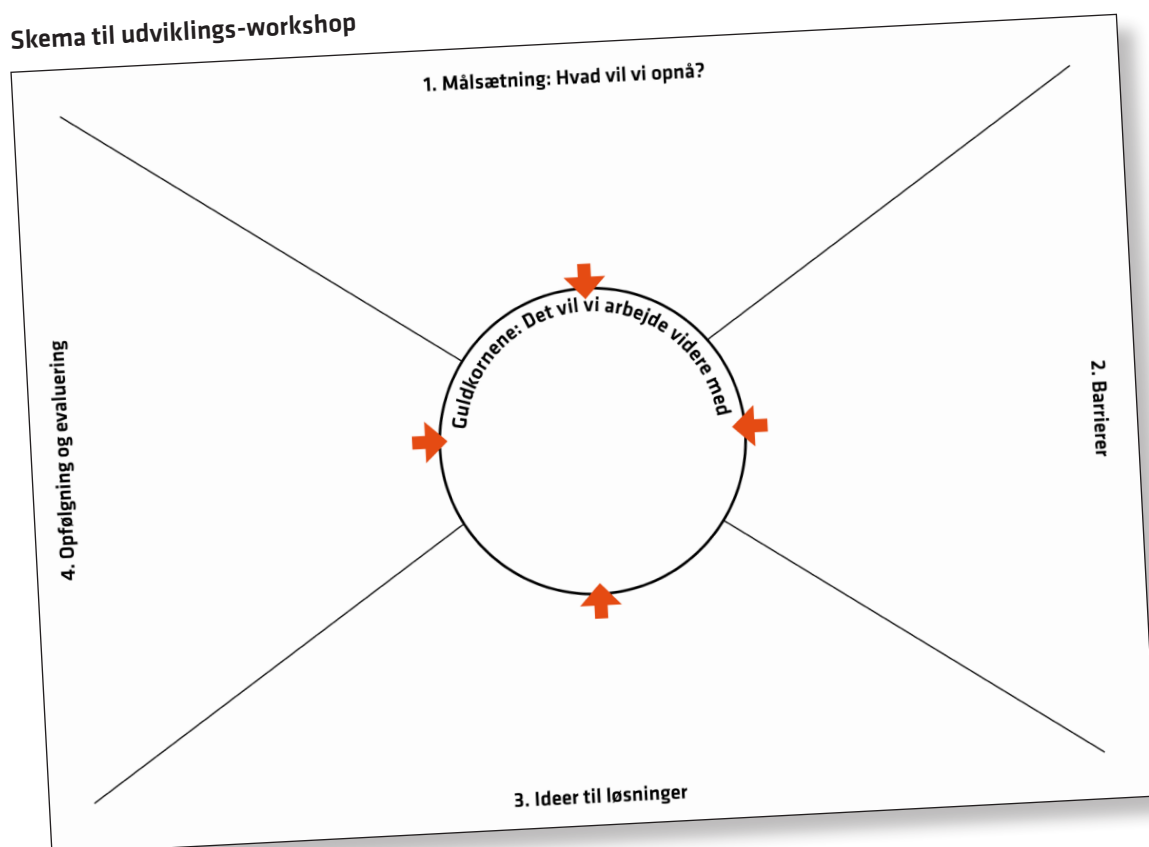 Skema til udviklings-workshop
1. Målsætning: Hvad vil vi opnå?
Guldkornene: Det vil vi arbejde videre med
2. Barrierer
3. Ideer til løsninger
4. Opfølgning og evaluering